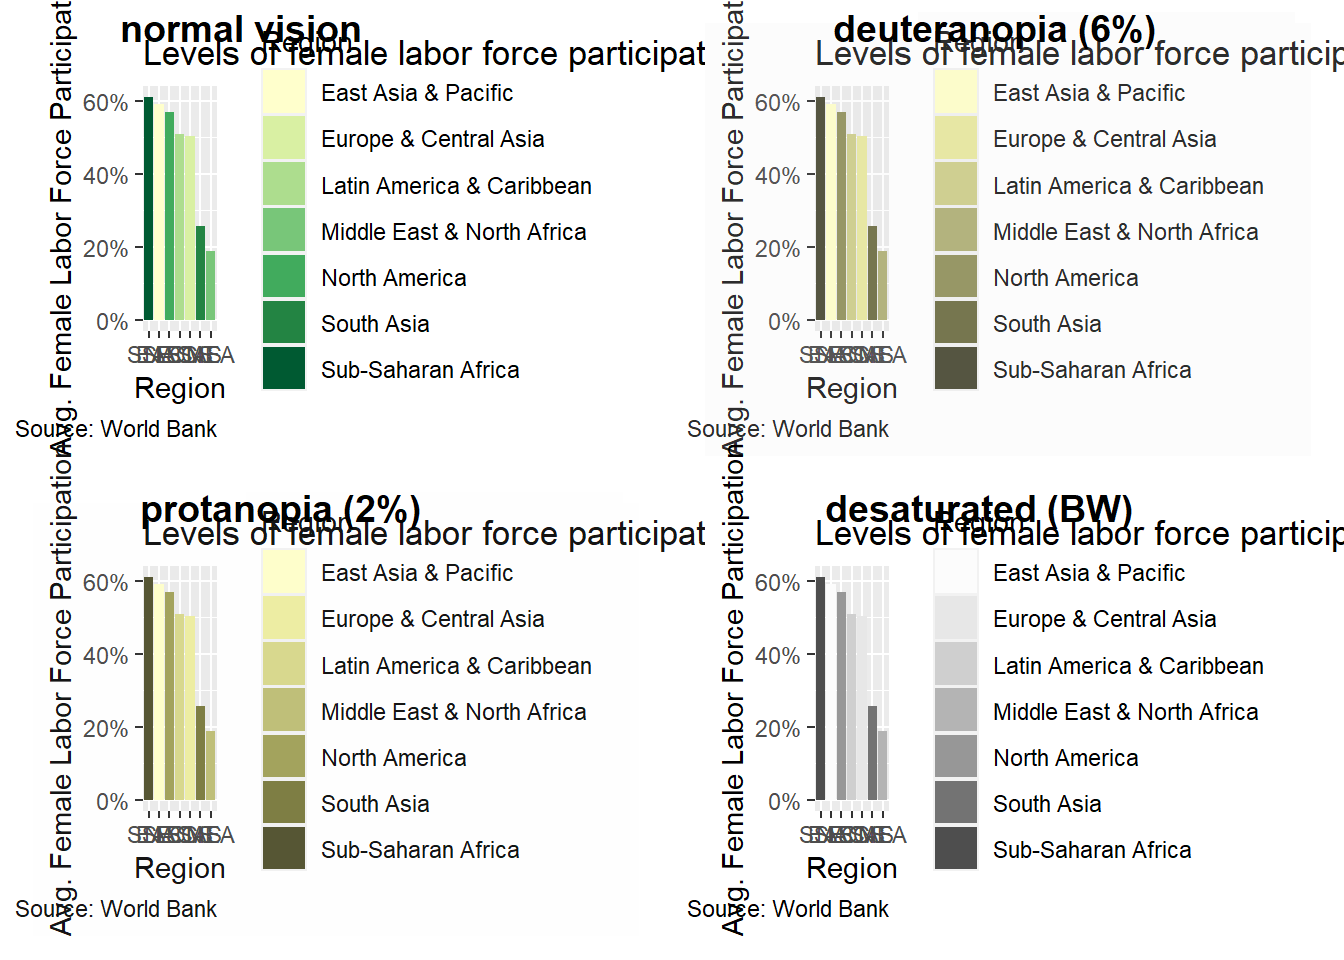 normal vision
Levels of female labor force participat
Avg. Female Labor Force Participation
60%
40%
20%
0%
Region
Source: World Bank
Region
East Asia & Pacific
Europe & Central Asia
Latin America & Caribbean
Middle East & North Africa
North America
South Asia
Sub-Saharan Africa
deuteranopia (6%)
Levels of female labor force partici
Avg. Female Labor Force Participat
60%
40%
20%
0%
Region
Source: World Bank
Region
East Asia & Pacific
Europe & Central Asia
Latin America & Caribbean
Middle East & North Africa
North America
South Asia
Sub-Saharan Africa
protanopia (2%)
Levels of female labor force participat
Avg. Female Labor Force Participation
60%
40%
20%
0%
Region
Source: World Bank
Region
East Asia & Pacific
Europe & Central Asia
Latin America & Caribbean
Middle East & North Africa
North America
South Asia
Sub-Saharan Africa
desaturated (BW)
Levels of female labor force participat
Avg. Female Labor Force Participation
60%
40%
20%
0%
Region
Source: World Bank
Region
East Asia & Pacific
Europe & Central Asia
Latin America & Caribbean
Middle East & North Africa
North America
South Asia
Sub-Saharan Africa